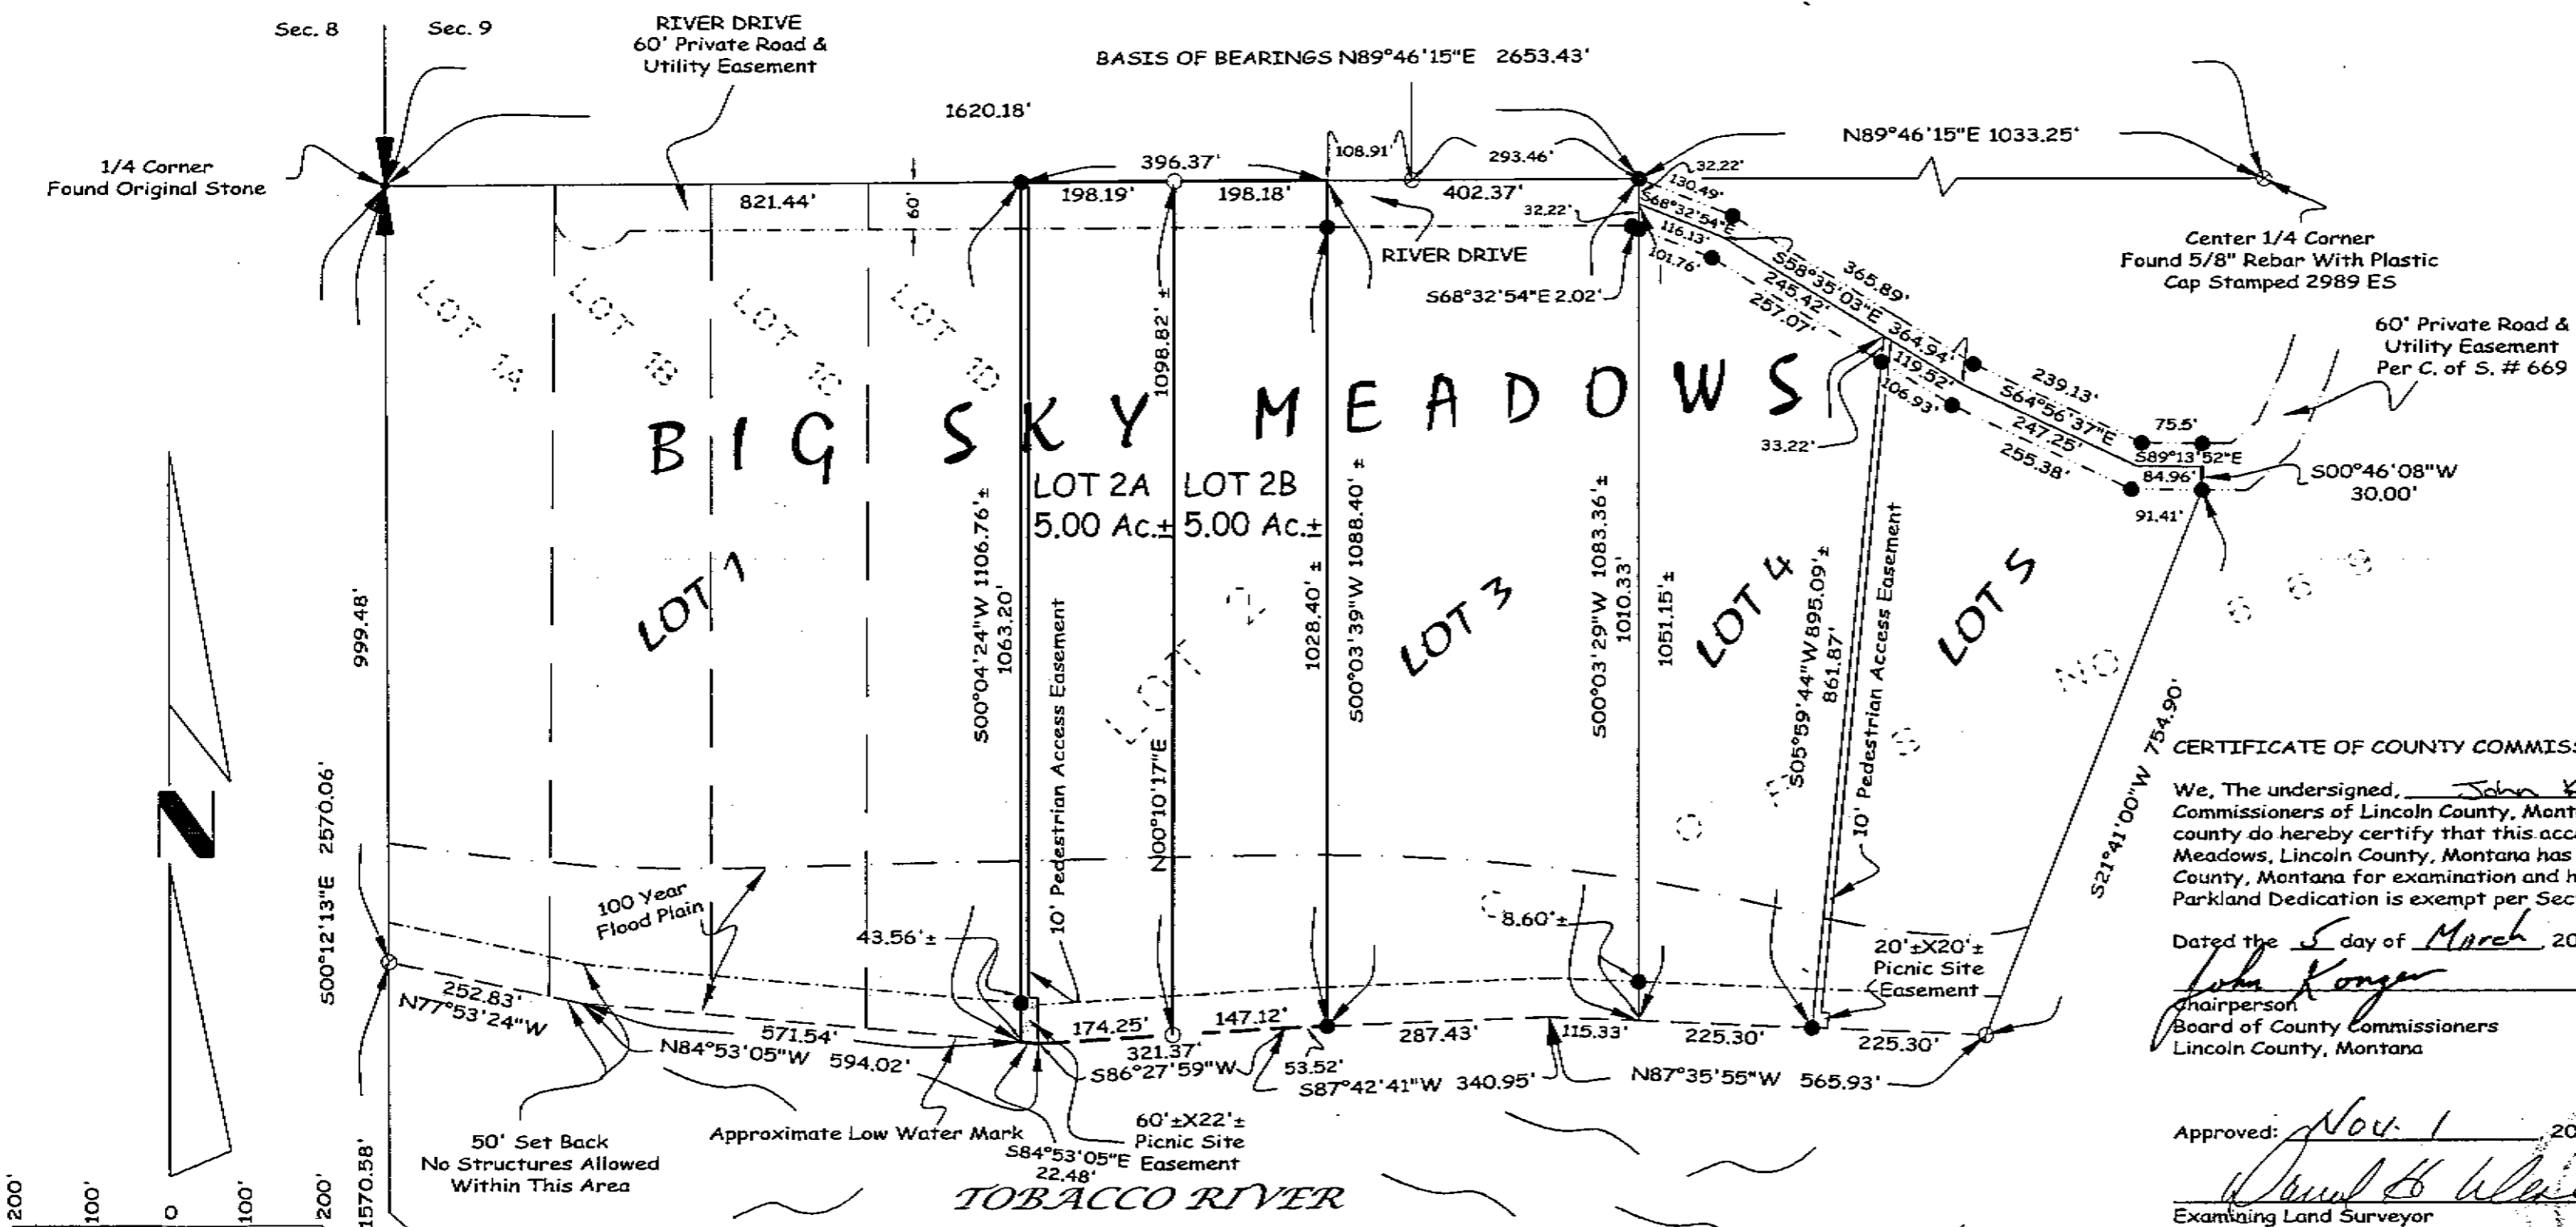 Sec. 8
Sec. 9
RIVER DRIVE
60' Private Road &
Utility Easement
BASIS OF BEARINGS N89°46'15"E 2653.43'
1620.18'
N89°46'15"E 1033.25'
1/4 Corner
Found Original Stone
396.37'
108.91'
293.46'
32.22'
130.49'
821.44'
60'
198.19'
198.18'
402.37'
32.22'
S68°32'54"E
116.13'
101.76'
RIVER DRIVE
S68°32'54"E 2.02'
Center 1/4 Corner
Found 5/8" Rebar With Plastic
Cap Stamped 2989 ES
365.89'
S58°35'03"E 364.94'
245.42'
257.07'
60' Private Road &
Utility Easement
Per C. of S. # 669
LOT 1A
LOT 1B
LOT 1C
LOT 1D
1098.82' ±
119.52'
106.93'
239.13'
S64°56'37"E
247.25'
255.38'
75.5'
S89°13'52"E
84.96'
91.41'
S00°46'08"W
30.00'
33.22'
BIG SKY MEADOWS
LOT 2A
5.00 Ac.±
LOT 2B
5.00 Ac.±
LOT 1
LOT 2
LOT 3
LOT 4
LOT 5
C OF S NO 669
999.48'
S00°04'24"W 1106.76'±
1063.20'
10' Pedestrian Access Easement
N00°10'17"E
1028.40' ±
S00°03'39"W 1088.40' ±
S00°03'29"W 1083.36'±
1010.33'
1051.15'±
S05°59'44"W 895.09'±
861.87'
10' Pedestrian Access Easement
S21°41'00"W 754.90'
N
S00°12'13"E 2570.06'
100 Year
Flood Plain
43.56'±
8.60'±
20'±X20'±
Picnic Site
Easement
252.83'
N77°53'24"W
571.54'
N84°53'05"W 594.02'
174.25'
147.12'
321.37'
S86°27'59"W
53.52'
287.43'
S87°42'41"W 340.95'
115.33'
225.30'
225.30'
N87°35'55"W 565.93'
50' Set Back
No Structures Allowed
Within This Area
Approximate Low Water Mark
S84°53'05"E
22.48'
60'±X22'±
Picnic Site
Easement
1570.58'
TOBACCO RIVER
200'
100'
0
100'
200'
CERTIFICATE OF COUNTY COMMISS
We, The undersigned, John K
Commissioners of Lincoln County, Mont
county do hereby certify that this acc
Meadows, Lincoln County, Montana has
County, Montana for examination and h
Parkland Dedication is exempt per Sec
Dated the 5 day of March 20
John Konger
Chairperson
Board of County Commissioners
Lincoln County, Montana
Approved: Nov. 1 20
Examining Land Surveyor